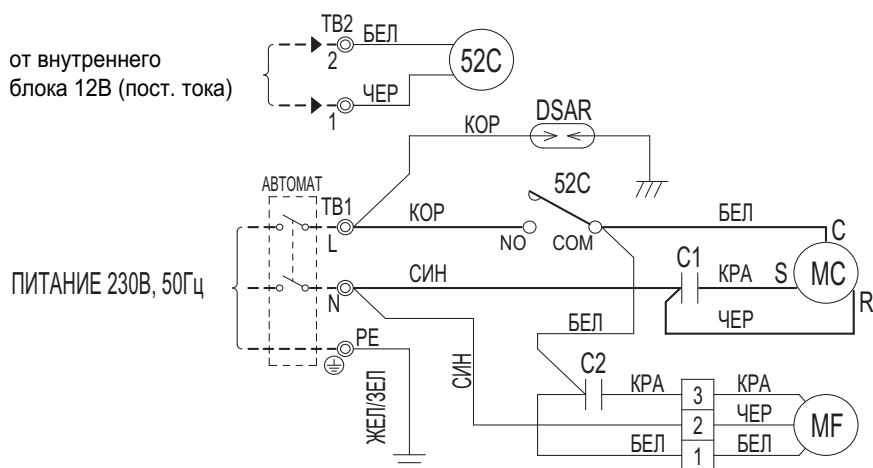 TB2
БЕЛ
2
52C
от внутреннего
блока 12В (пост. тока)
ЧЕР
1
DSAR
КОР
АВТОМАТ
TB1
КОР
52C
БЕЛ
L
NO
COM
C
C1
ПИТАНИЕ 230В, 50Гц
СИН
КРА
S
MC
N
R
ЧЕР
PE
БЕЛ
C2
СИН
ЖЕЛ/ЗЕЛ
КРА
3
КРА
2
ЧЕР
MF
БЕЛ
1
БЕЛ